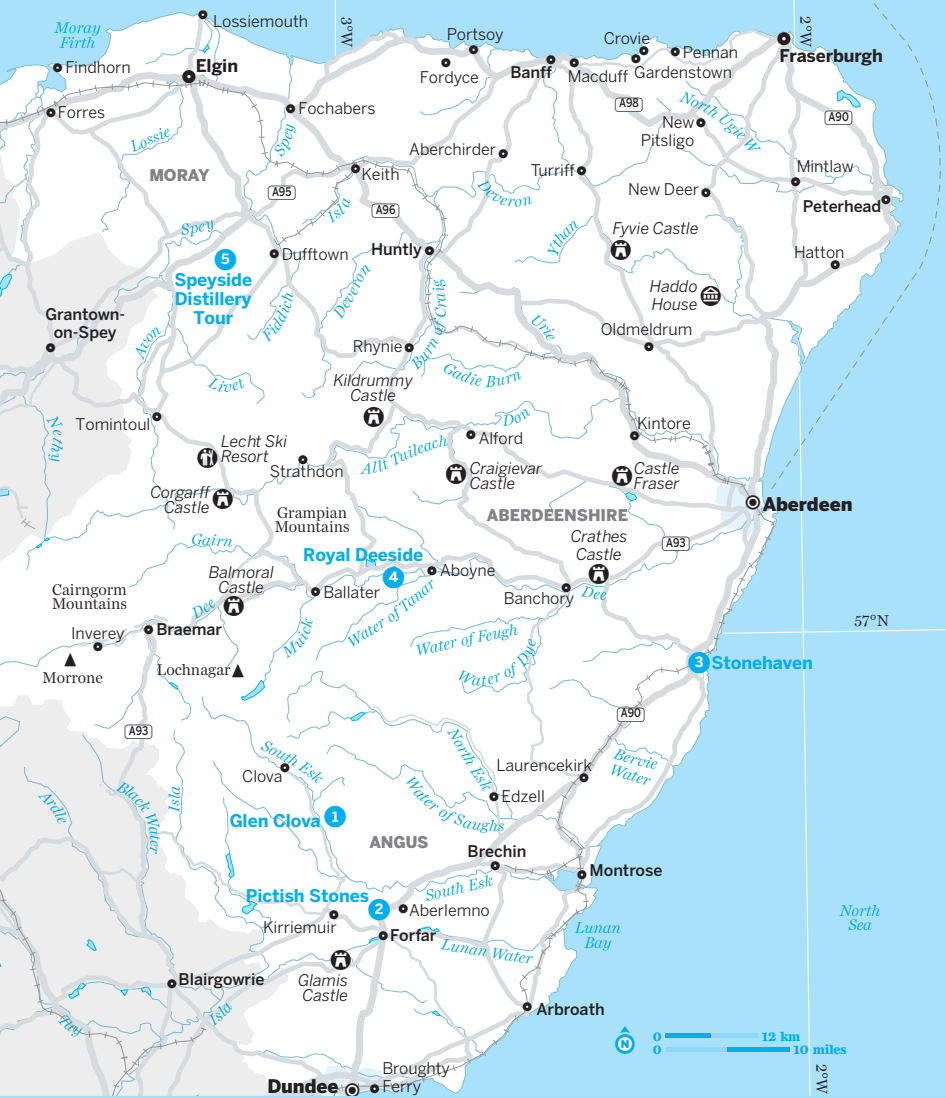 Lossiemouth
Moray
Firth
3°W
2°W
Portsoy
Crovie
Pennan
Findhorn
Elgin
Fordyce
Banff
Macduff
Gardenstown
Fraserburgh
Forres
Fochabers
A98
North Ugie W
A90
Lossie
Spey
New
Pitsligo
MORAY
Aberchirder
Keith
Turriff
Mintlaw
A95
Isla
A96
Deveron
New Deer
Peterhead
Spey
Fyvie Castle
Ythan
5
Speyside
Distillery
Tour
Dufftown
Huntly
Hatton
Deveron
Fiddich
Burn of Craig
Haddo
House
Grantown-
on-Spey
Avon
Urie
Oldmeldrum
Rhynie
Livet
Kildrummy
Castle
Gadie Burn
Nethy
Tomintoul
Don
Kintore
Lecht Ski
Resort
Strathdon
Allt Tuileach
Alford
Craigievar
Castle
Castle
Fraser
Corgarff
Castle
Grampian
Mountains
ABERDEENSHIRE
Aberdeen
Gairn
Royal Deeside
4
Crathes
Castle
A93
Cairngorm
Mountains
Balmoral
Castle
Aboyne
Ballater
Banchory
Dee
Dee
Water of Tanar
Inverey
Braemar
Muick
Water of Feugh
57°N
Morrone
Lochnagar
Water of Dye
3
Stonehaven
A93
A90
South Esk
North Esk
Laurencekirk
Bervie
Water
Clova
Ardle
Black Water
Isla
Water of Saughs
Edzell
Glen Clova
1
ANGUS
Brechin
Montrose
Pictish Stones
2
South Esk
Aberlemno
Kirriemuir
Forfar
Lunan Water
Lunan
Bay
North
Sea
Glamis
Castle
Blairgowrie
Isla
Tay
Arbroath
N
0
12 km
0
10 miles
Broughty
Ferry
Dundee
2°W